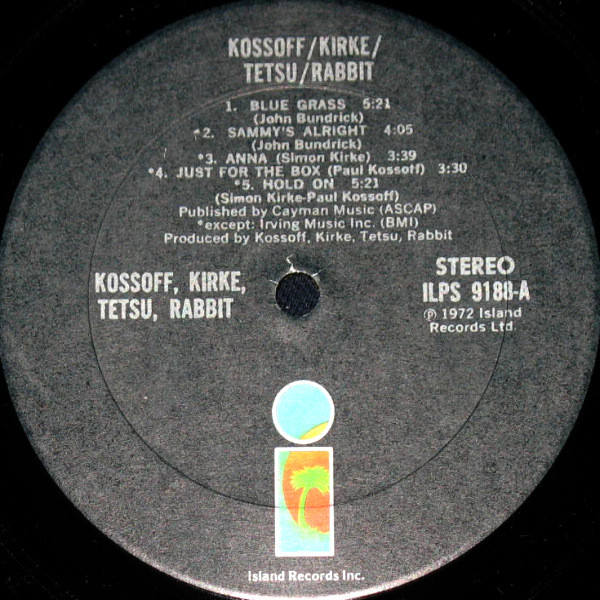 KOSSOFF/KIRKE/
TETSU/RABBIT
1. BLUE GRASS 5:21
(John Bundrick)
*2. SAMMY'S ALRIGHT 4:05
(John Bundrick)
*3. ANNA (Simon Kirke) 3:39
*4. JUST FOR THE BOX (Paul Kossoff) 3:30
*5. HOLD ON 5:21
(Simon Kirke-Paul Kossoff)
Published by Cayman Music (ASCAP)
*except: Irving Music Inc. (BMI)
Produced by Kossoff, Kirke, Tetsu, Rabbit
KOSSOFF, KIRKE,
TETSU, RABBIT
STEREO
ILPS 9188-A
℗ 1972 Island
Records Ltd.
Island Records Inc.